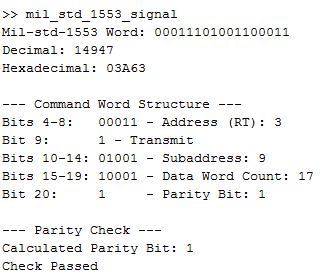 >> mil_std_1553_signal
Mil-std-1553 Word: 00011101001100011
Decimal: 14947
Hexadecimal: 03A63

--- Command Word Structure ---
Bits 4-8:   00011 - Address (RT): 3
Bit 9:      1 - Transmit
Bits 10-14: 01001 - Subaddress: 9
Bits 15-19: 10001 - Data Word Count: 17
Bit 20:     1     - Parity Bit: 1

--- Parity Check ---
Calculated Parity Bit: 1
Check Passed